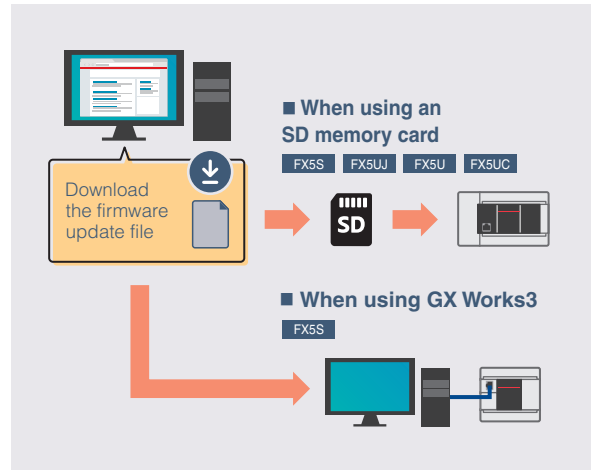 ■ When using an
SD memory card
FX5S FX5UJ FX5U FX5UC
Download
the firmware
update file
SD
■ When using GX Works3
FX5S